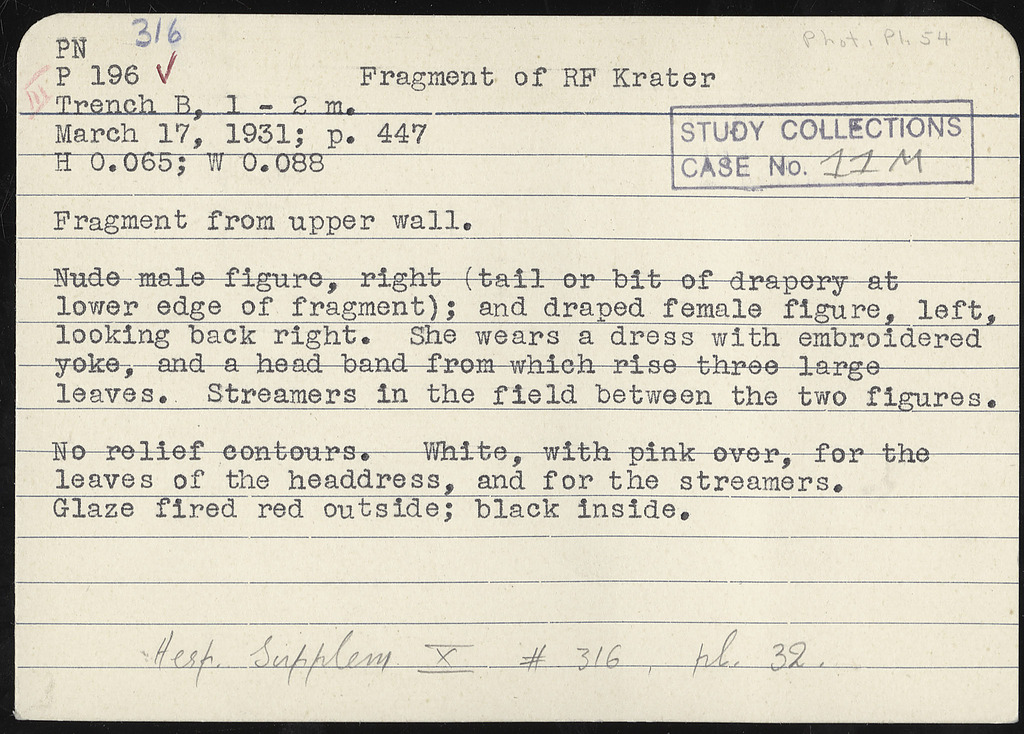 316
Phot. Pl. 54
PN
P 196 ✓ Fragment of RF Krater
III
Trench B, 1 - 2 m.
March 17, 1931; p. 447
H 0.065; W 0.088
STUDY COLLECTIONS
CASE No. 11 M
Fragment from upper wall.
Nude male figure, right (tail or bit of drapery at
lower edge of fragment); and draped female figure, left,
looking back right. She wears a dress with embroidered
yoke, and a head band from which rise three large
leaves. Streamers in the field between the two figures.
No relief contours. White, with pink over, for the
leaves of the headdress, and for the streamers.
Glaze fired red outside; black inside.
Hesp. Supplem X # 316, pl. 32.